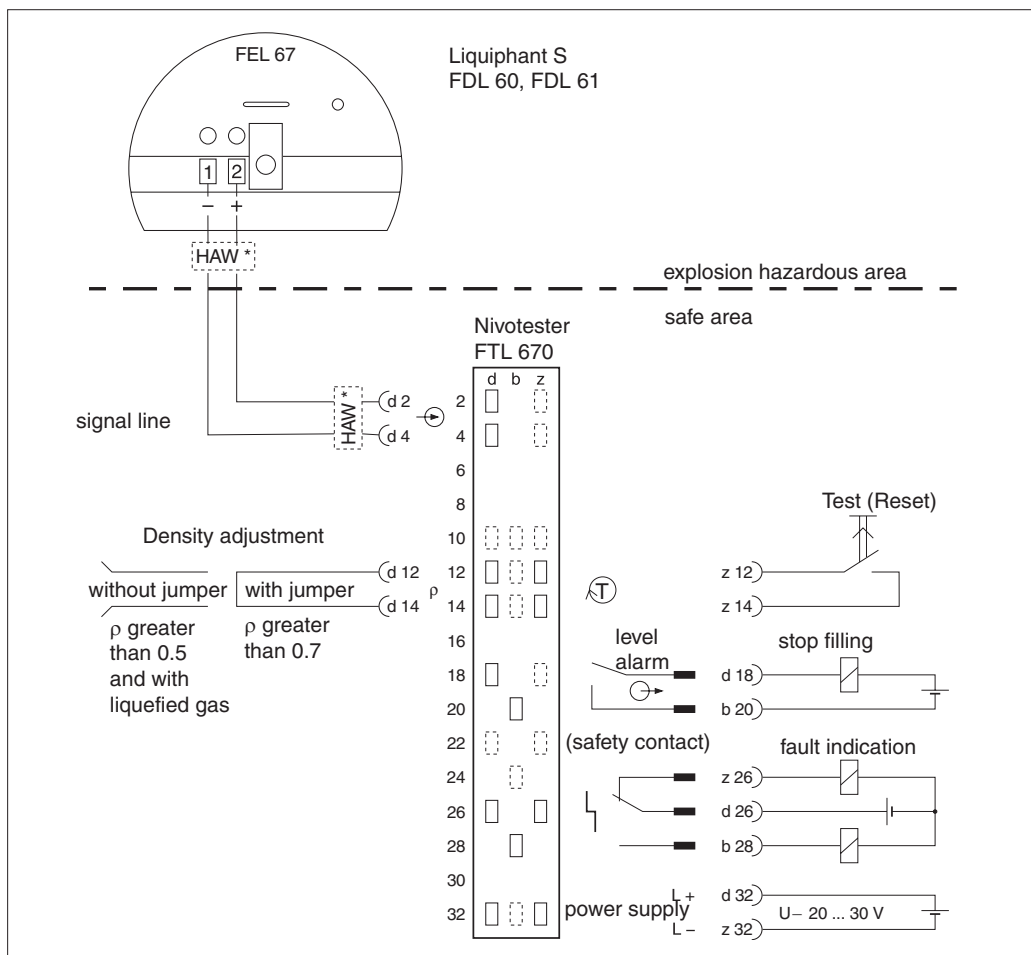 FEL 67
Liquiphant S
FDL 60, FDL 61
1 2
− +
HAW *
explosion hazardous area
safe area
Nivotester
FTL 670
d b z
signal line
HAW *
d 2
d 4
2
4
6
8
10
12
14
16
18
20
22
24
26
28
30
32
Density adjustment
without jumper
with jumper
d 12
d 14
ρ
ρ greater
than 0.5
and with
liquefied gas
ρ greater
than 0.7
Test (Reset)
T
z 12
z 14
level
alarm
stop filling
d 18
b 20
(safety contact)
fault indication
z 26
d 26
b 28
power supply
L +
L −
d 32
z 32
U− 20 ... 30 V